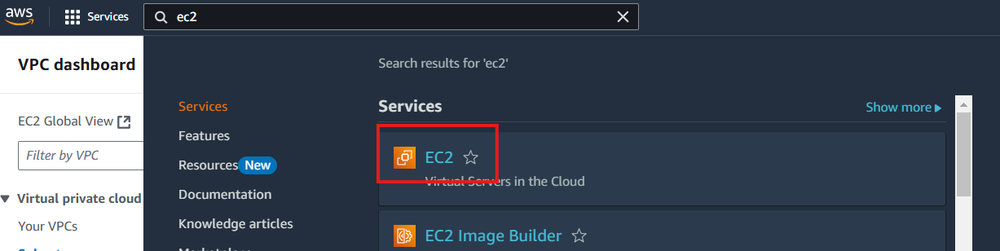 aws
Services
ec2
VPC dashboard
EC2 Global View
Filter by VPC
Virtual private cloud
Your VPCs
Search results for 'ec2'
Services
Features
Resources New
Documentation
Knowledge articles
Services
Show more
EC2
Virtual Servers in the Cloud
EC2 Image Builder